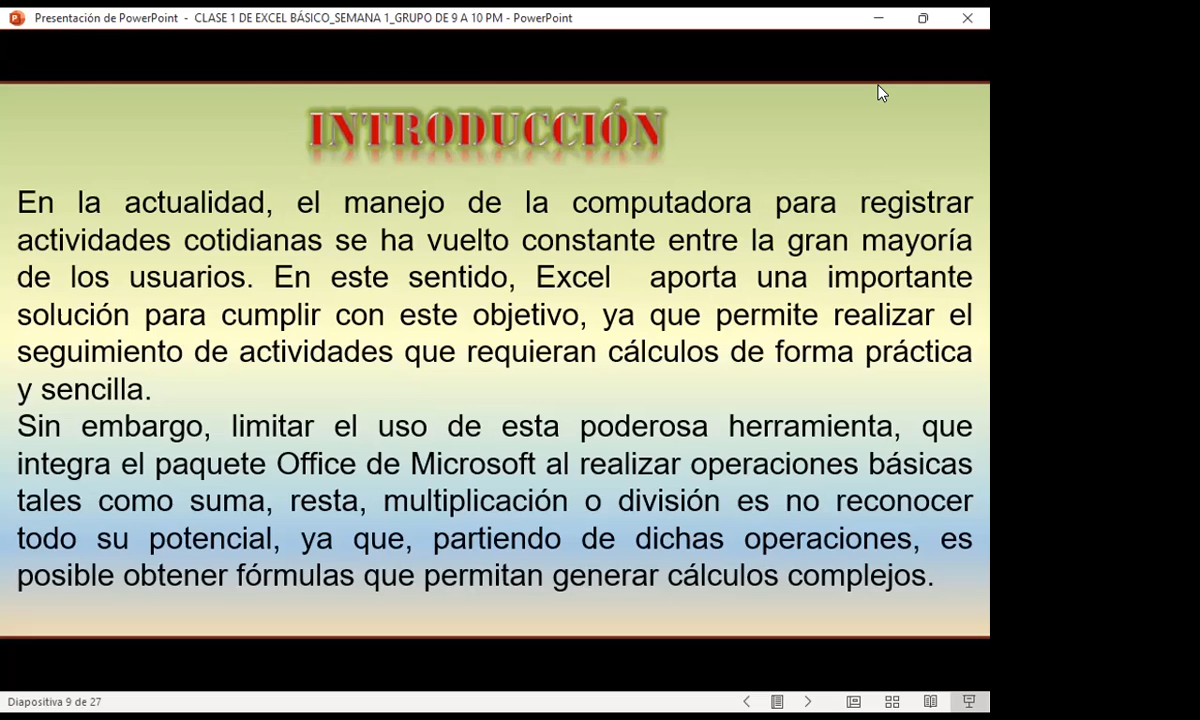 Presentación de PowerPoint - CLASE 1 DE EXCEL BÁSICO_SEMANA 1_GRUPO DE 9 A 10 PM - PowerPoint
INTRODUCCIÓN
En la actualidad, el manejo de la computadora para registrar
actividades cotidianas se ha vuelto constante entre la gran mayoría
de los usuarios. En este sentido, Excel aporta una importante
solución para cumplir con este objetivo, ya que permite realizar el
seguimiento de actividades que requieran cálculos de forma práctica
y sencilla.
Sin embargo, limitar el uso de esta poderosa herramienta, que
integra el paquete Office de Microsoft al realizar operaciones básicas
tales como suma, resta, multiplicación o división es no reconocer
todo su potencial, ya que, partiendo de dichas operaciones, es
posible obtener fórmulas que permitan generar cálculos complejos.
Diapositiva 9 de 27